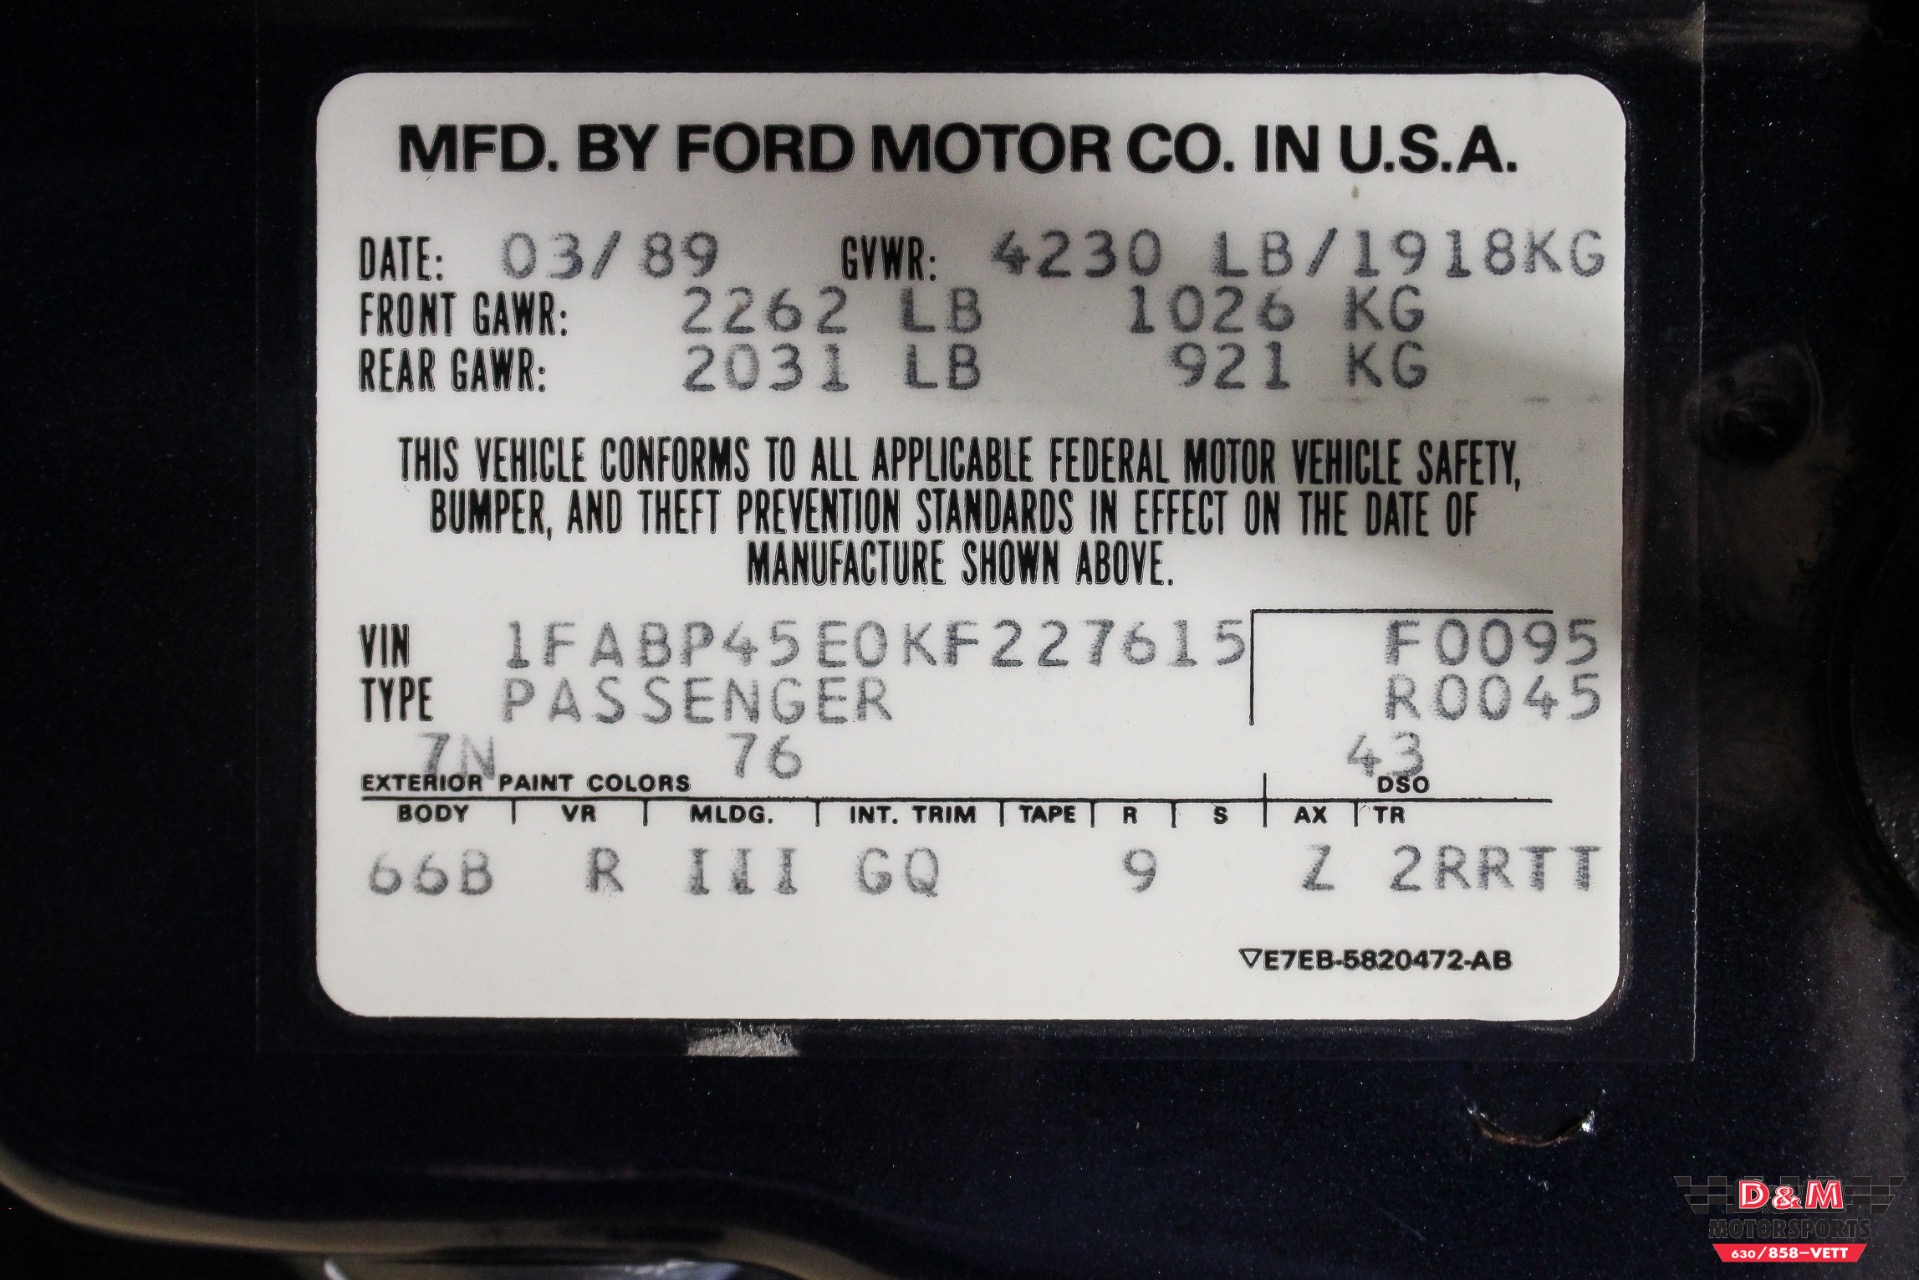 MFD. BY FORD MOTOR CO. IN U.S.A.
DATE: 03/89 GVWR: 4230 LB/1918KG
FRONT GAWR: 2262 LB 1026 KG
REAR GAWR: 2031 LB 921 KG
THIS VEHICLE CONFORMS TO ALL APPLICABLE FEDERAL MOTOR VEHICLE SAFETY,
BUMPER, AND THEFT PREVENTION STANDARDS IN EFFECT ON THE DATE OF
MANUFACTURE SHOWN ABOVE.
VIN 1FABP45E0KF227615 F0095
TYPE PASSENGER R0045
7N 76 43
EXTERIOR PAINT COLORS DSO
BODY VR MLDG. INT. TRIM TAPE R S AX TR
66B R III GQ 9 Z 2RRTT
▽E7EB-5820472-AB
D&M
MOTORSPORTS
630/858-VETT